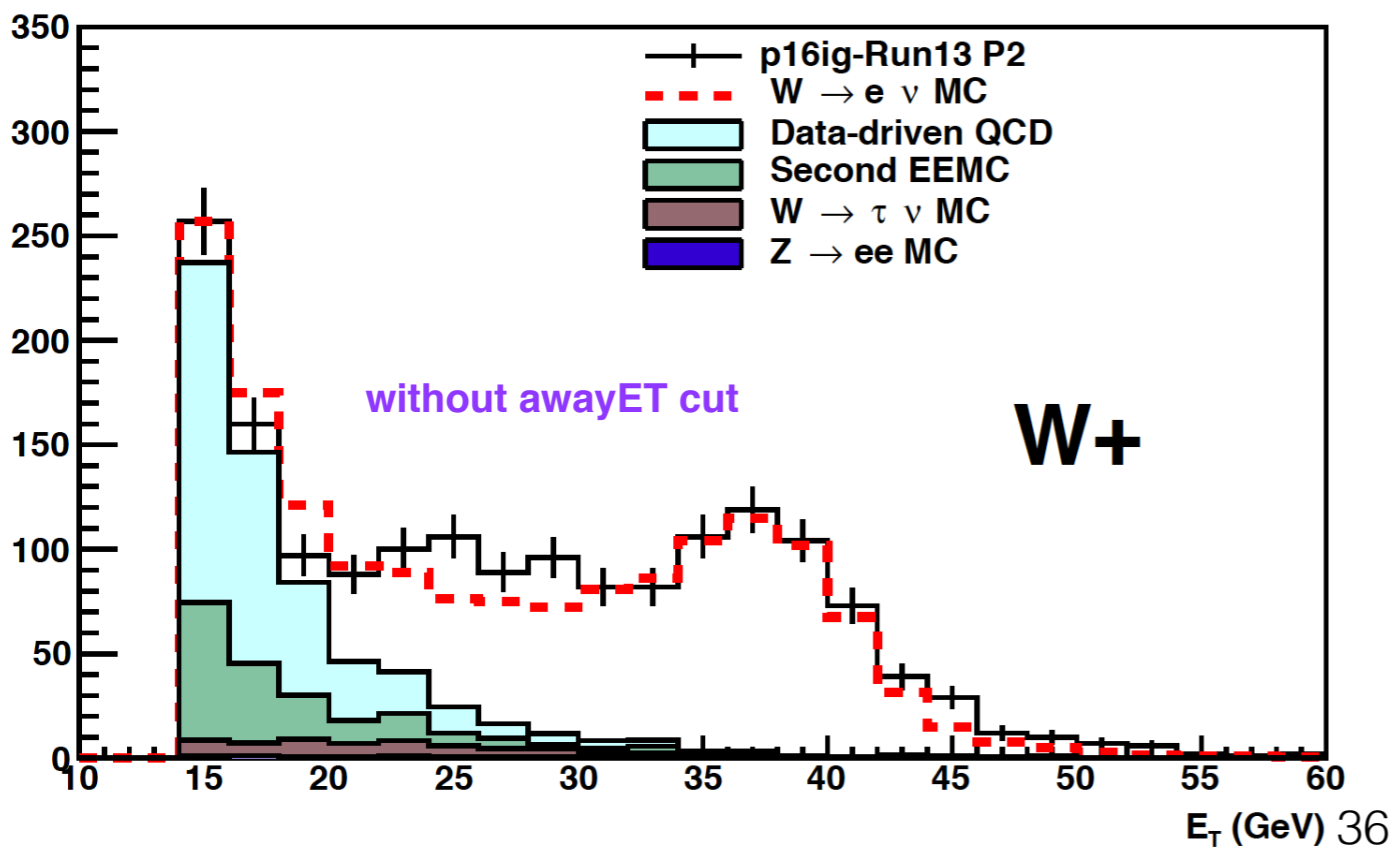 350
300
250
200
150
100
50
0
p16ig-Run13 P2
W → e ν MC
Data-driven QCD
Second EEMC
W → τ ν MC
Z → ee MC
without awayET cut
W+
10 15 20 25 30 35 40 45 50 55 60
E_T (GeV) 36